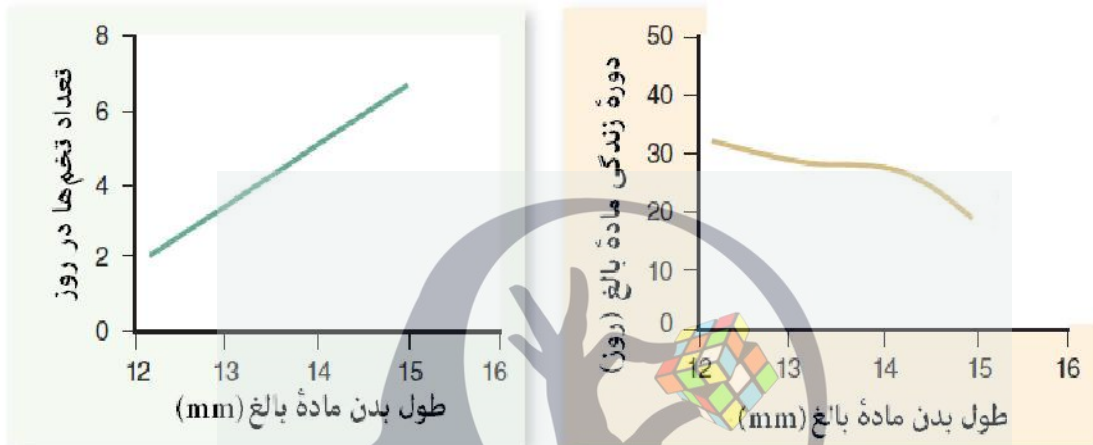 تعداد تخم‌ها در روز
8
6
4
2
0
12 13 14 15 16
طول بدن مادهٔ بالغ (mm)
دورهٔ زندگی مادهٔ بالغ (روز)
50
40
30
20
10
0
12 13 14 15 16
طول بدن مادهٔ بالغ (mm)